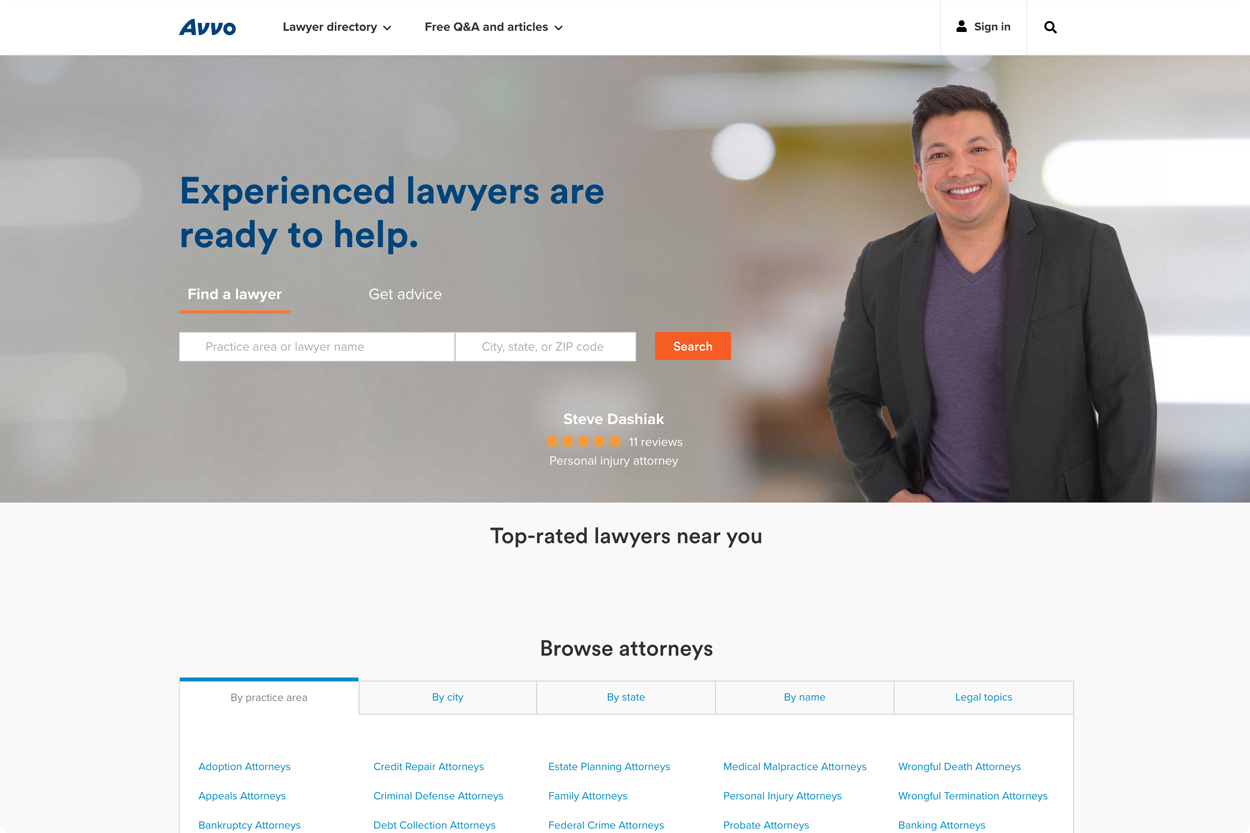 Avvo
Lawyer directory
Free Q&A and articles
Sign in
Experienced lawyers are
ready to help.
Find a lawyer
Get advice
Practice area or lawyer name
City, state, or ZIP code
Search
Steve Dashiak
11 reviews
Personal injury attorney
Top-rated lawyers near you
Browse attorneys
By practice area
By city
By state
By name
Legal topics
Adoption Attorneys
Credit Repair Attorneys
Estate Planning Attorneys
Medical Malpractice Attorneys
Wrongful Death Attorneys
Appeals Attorneys
Criminal Defense Attorneys
Family Attorneys
Personal Injury Attorneys
Wrongful Termination Attorneys
Bankruptcy Attorneys
Debt Collection Attorneys
Federal Crime Attorneys
Probate Attorneys
Banking Attorneys